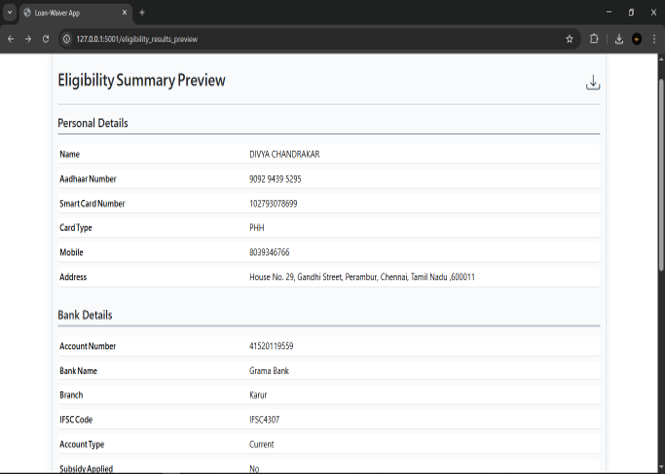 Loan-Waiver App
127.0.0.1:5001/eligibility_results_preview
Eligibility Summary Preview
Personal Details
Name DIVYA CHANDRAKAR
Aadhaar Number 9092 9439 5295
Smart Card Number 102793078699
Card Type PHH
Mobile 8039346766
Address House No. 29, Gandhi Street, Perambur, Chennai, Tamil Nadu ,600011
Bank Details
Account Number 41520119559
Bank Name Grama Bank
Branch Karur
IFSC Code IFSC4307
Account Type Current
Subsidy Applied No